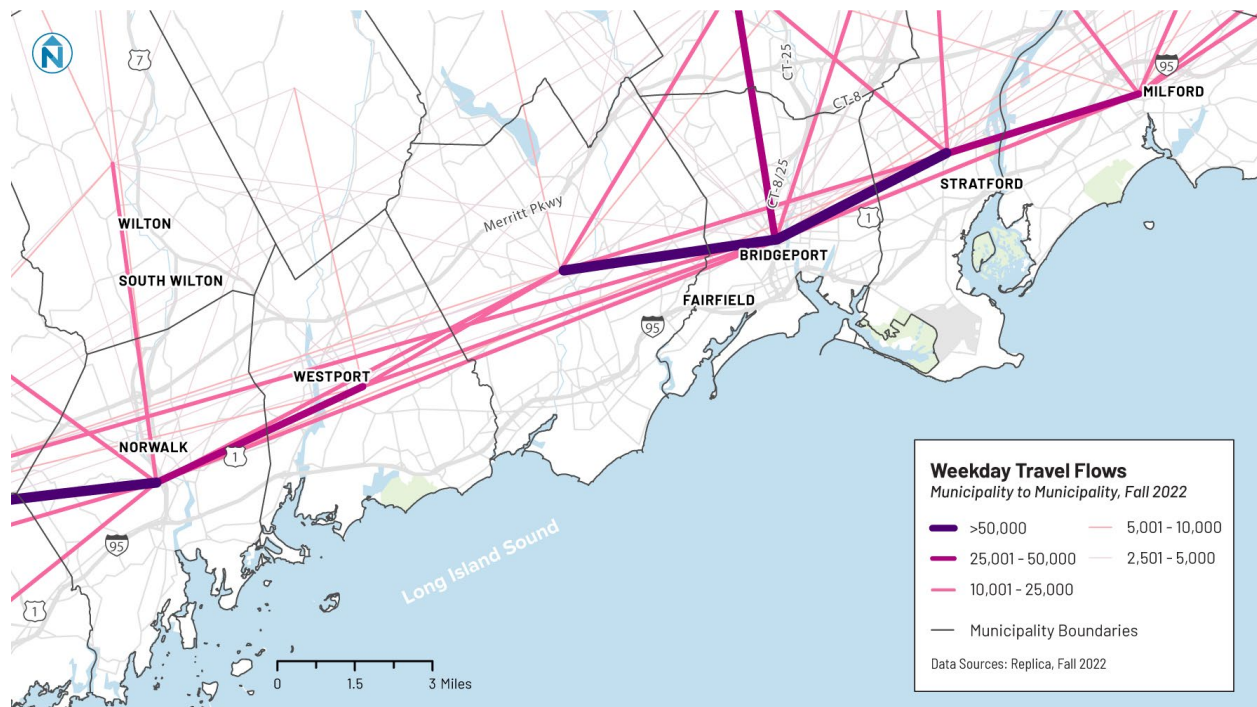 N
7
CT-25
95
MILFORD
CT-8
CT-8/25
STRATFORD
1
Merritt Pkwy
WILTON
BRIDGEPORT
SOUTH WILTON
FAIRFIELD
95
WESTPORT
NORWALK
1
95
1
Long Island Sound
0 1.5 3 Miles
Weekday Travel Flows
Municipality to Municipality, Fall 2022
>50,000
25,001 - 50,000
10,001 - 25,000
5,001 - 10,000
2,501 - 5,000
Municipality Boundaries
Data Sources: Replica, Fall 2022